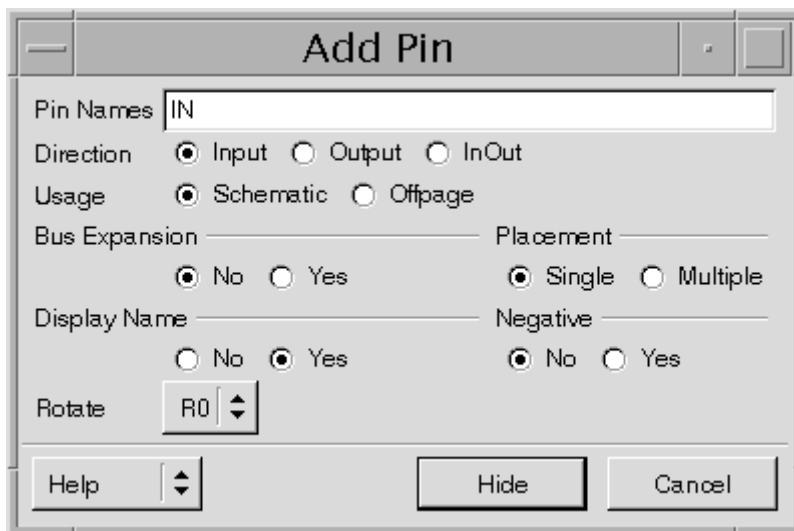 Add Pin
Pin Names IN
Direction Input Output InOut
Usage Schematic Offpage
Bus Expansion Placement
No Yes Single Multiple
Display Name Negative
No Yes No Yes
Rotate R0
Help Hide Cancel